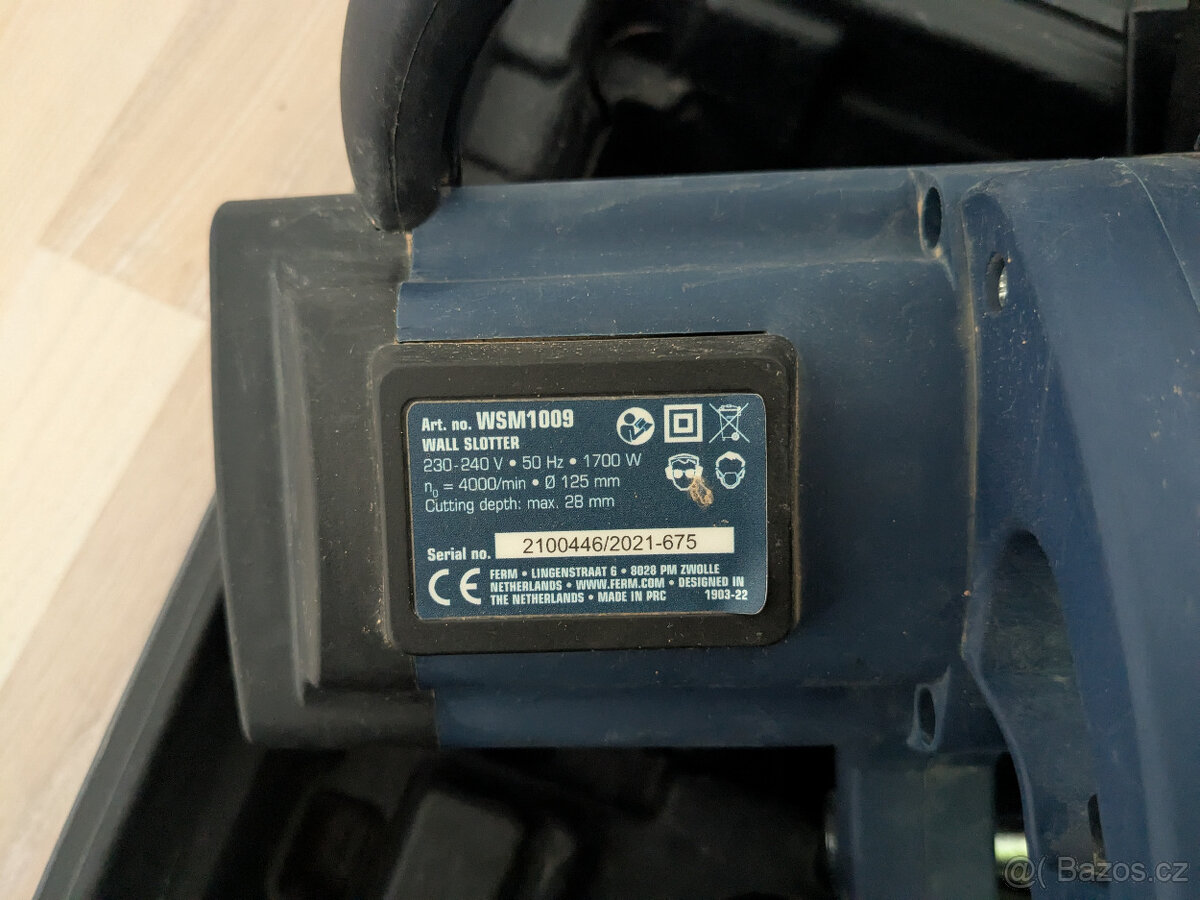 Art. no. WSM1009
WALL SLOTTER
230-240 V • 50 Hz • 1700 W
n₀ = 4000/min • Ø 125 mm
Cutting depth: max. 28 mm
Serial no. 2100446/2021-675
CE
FERM • LINGENSTRAAT 6 • 8028 PM ZWOLLE
NETHERLANDS • WWW.FERM.COM • DESIGNED IN
THE NETHERLANDS • MADE IN PRC 1903-22
@( Bazos.cz